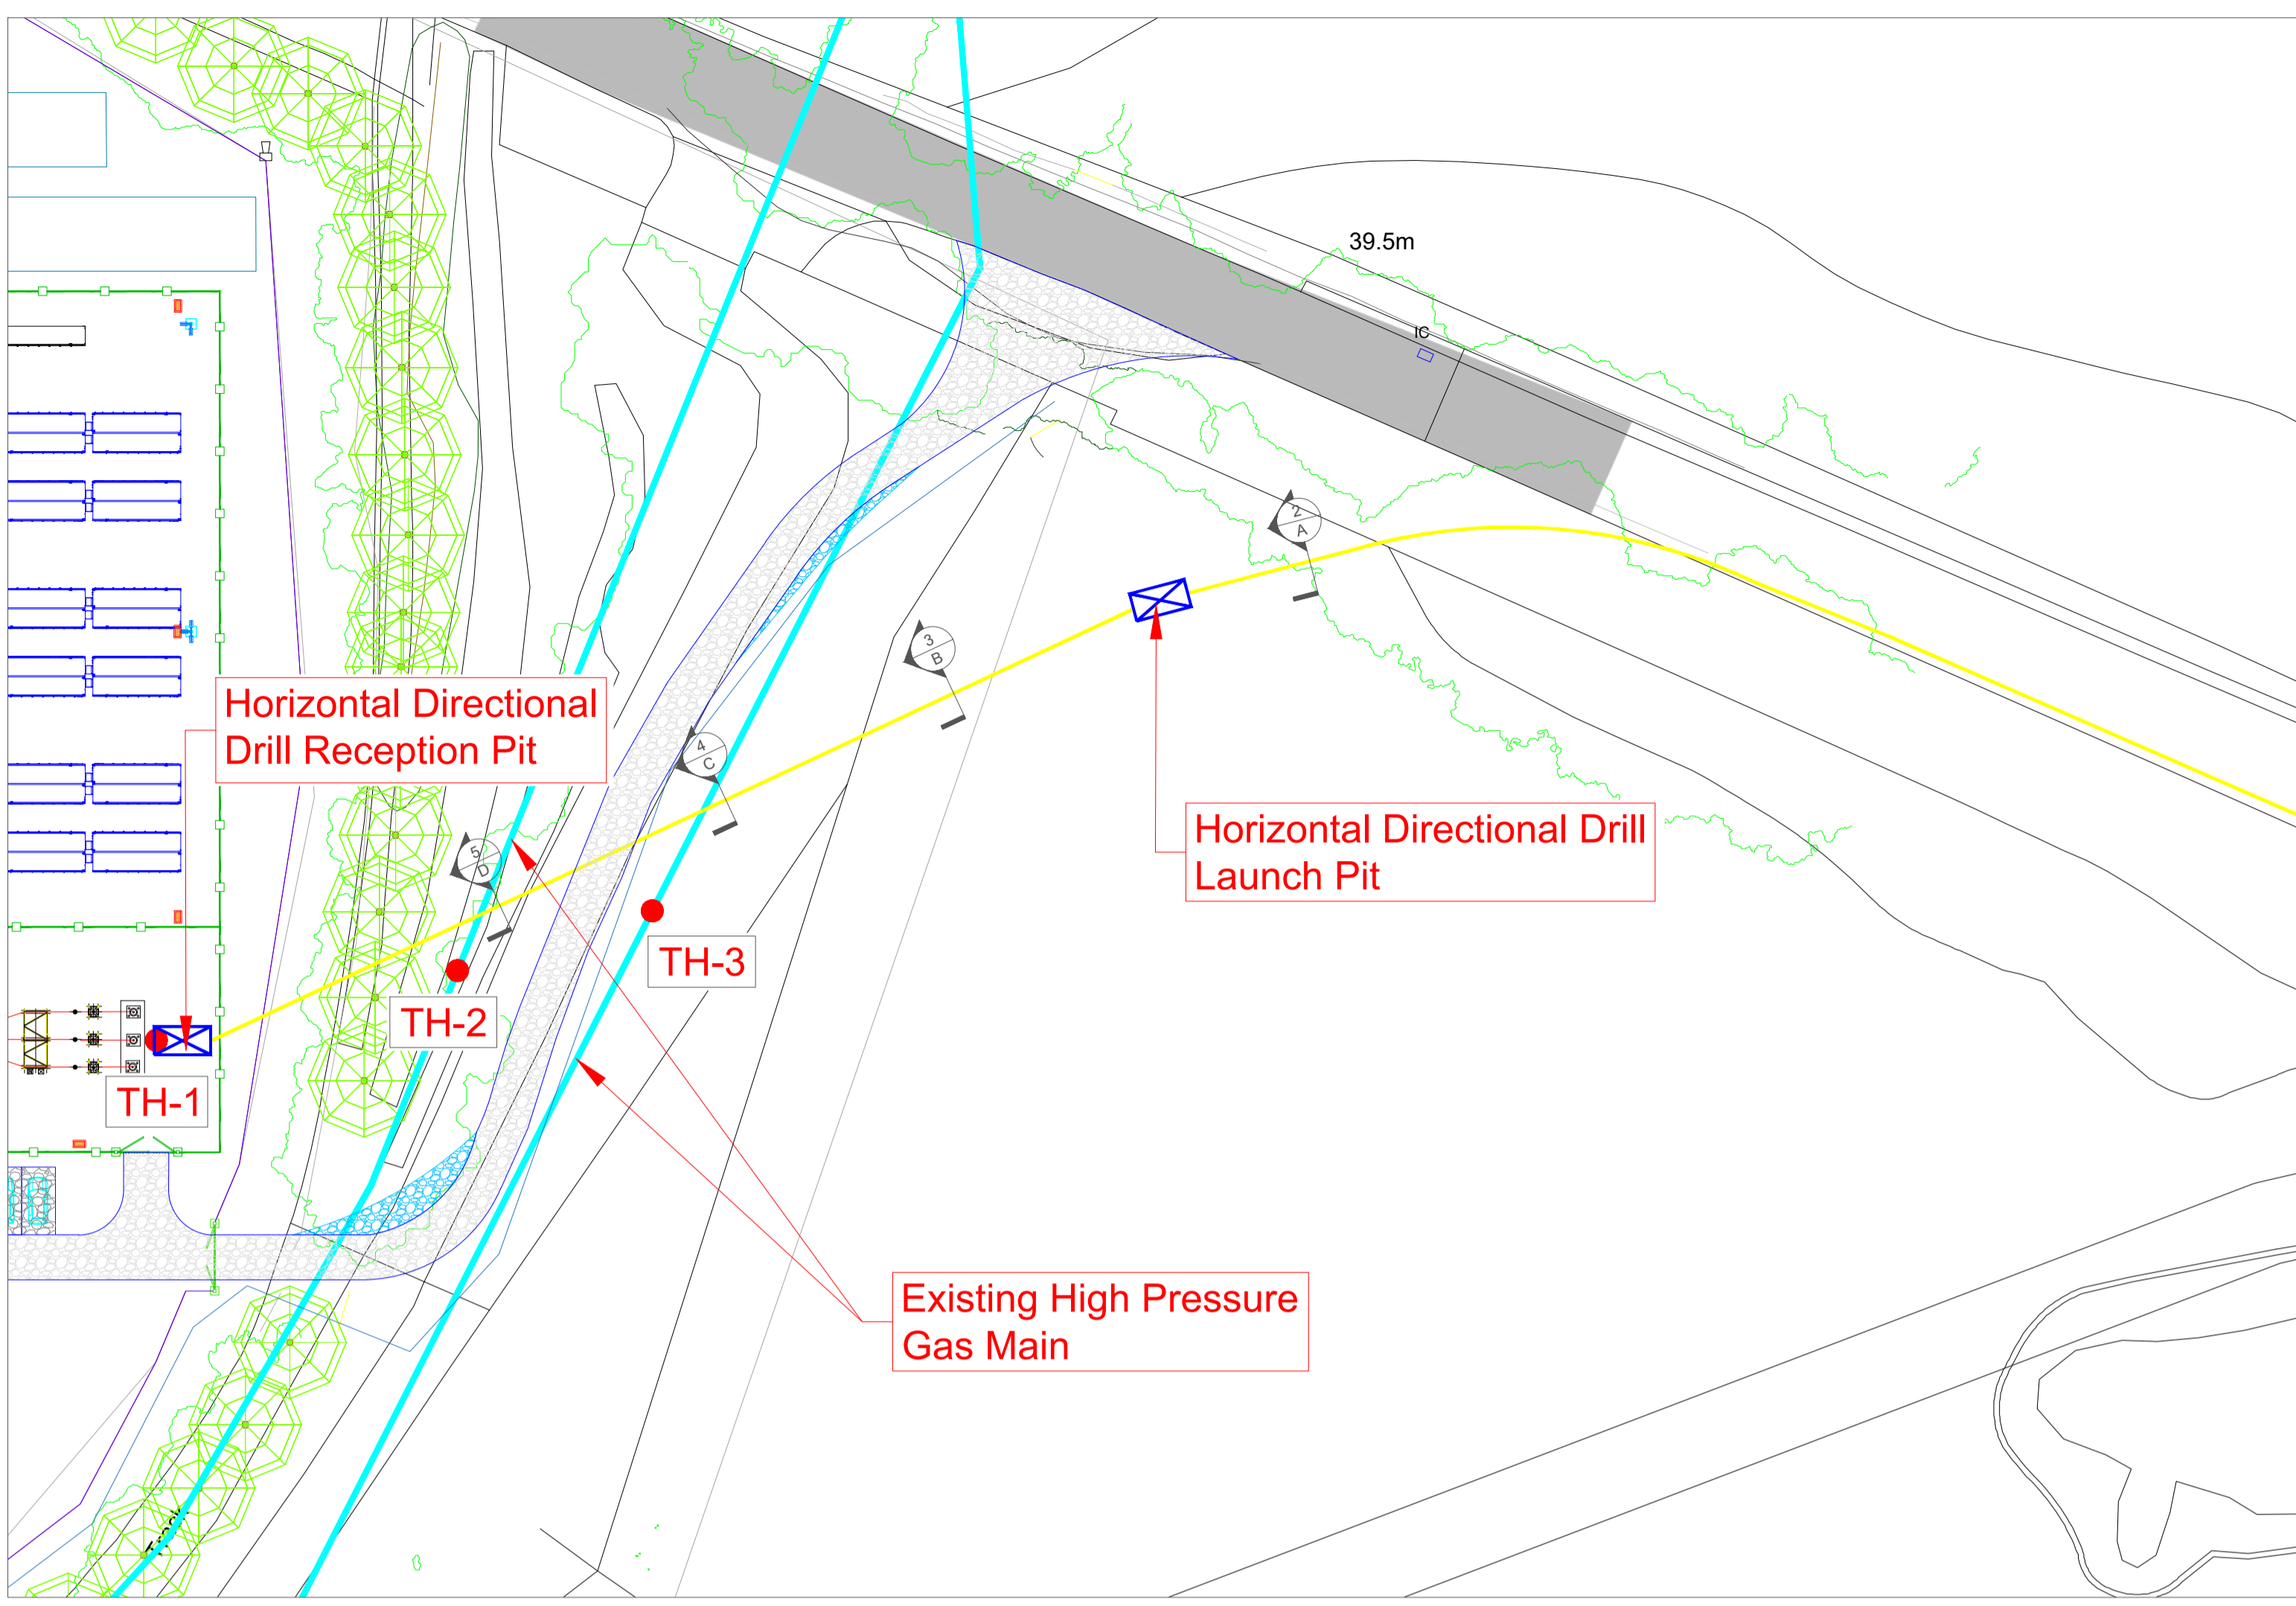 39.5m
IC
2
A
3
B
Horizontal Directional
Drill Reception Pit
4
C
Horizontal Directional Drill
Launch Pit
5
D
TH-3
TH-2
TH-1
Existing High Pressure
Gas Main